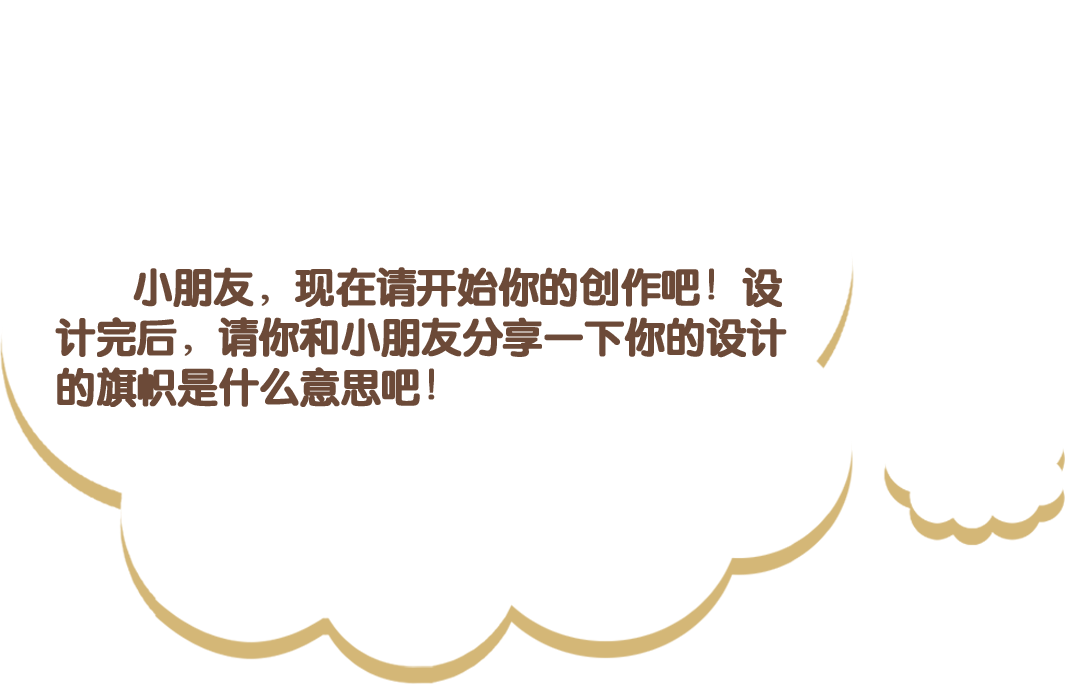 小朋友，现在请开始你的创作吧！设
计完后，请你和小朋友分享一下你的设计
的旗帜是什么意思吧！